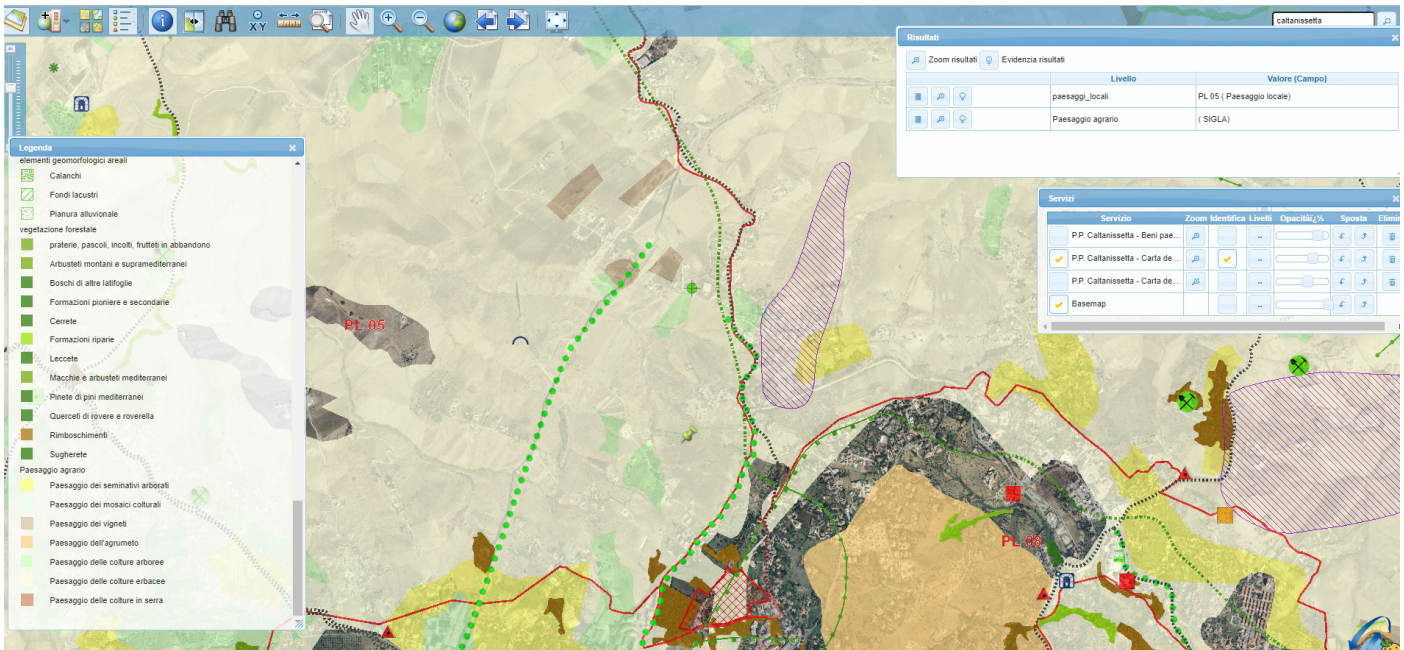 XY
caltanissetta
Risultati
Zoom risultati Evidenzia risultati
Livello Valore (Campo)
paesaggi_locali PL 05 ( Paesaggio locale)
Paesaggio agrario ( SIGLA)
Servizi
Servizio Zoom Identifica Livelli Opacitàï¿½ Sposta Elimin
P.P. Caltanissetta - Beni pae...
P.P. Caltanissetta - Carta de...
P.P. Caltanissetta - Carta de...
Basemap
Legenda
elementi geomorfologici areali
Calanchi
Fondi lacustri
Pianura alluvionale
vegetazione forestale
praterie, pascoli, incolti, frutteti in abbandono
Arbusteti montani e supramediterranei
Boschi di altre latifoglie
Formazioni pioniere e secondarie
Cerrete
Formazioni riparie
Leccete
Macchie e arbusteti mediterranei
Pinete di pini mediterranei
Querceti di rovere e roverella
Rimboschimenti
Sugherete
Paesaggio agrario
Paesaggio dei seminativi arborati
Paesaggio dei mosaici colturali
Paesaggio dei vigneti
Paesaggio dell'agrumeto
Paesaggio delle colture arboree
Paesaggio delle colture erbacee
Paesaggio delle colture in serra
PL 05
PL 08